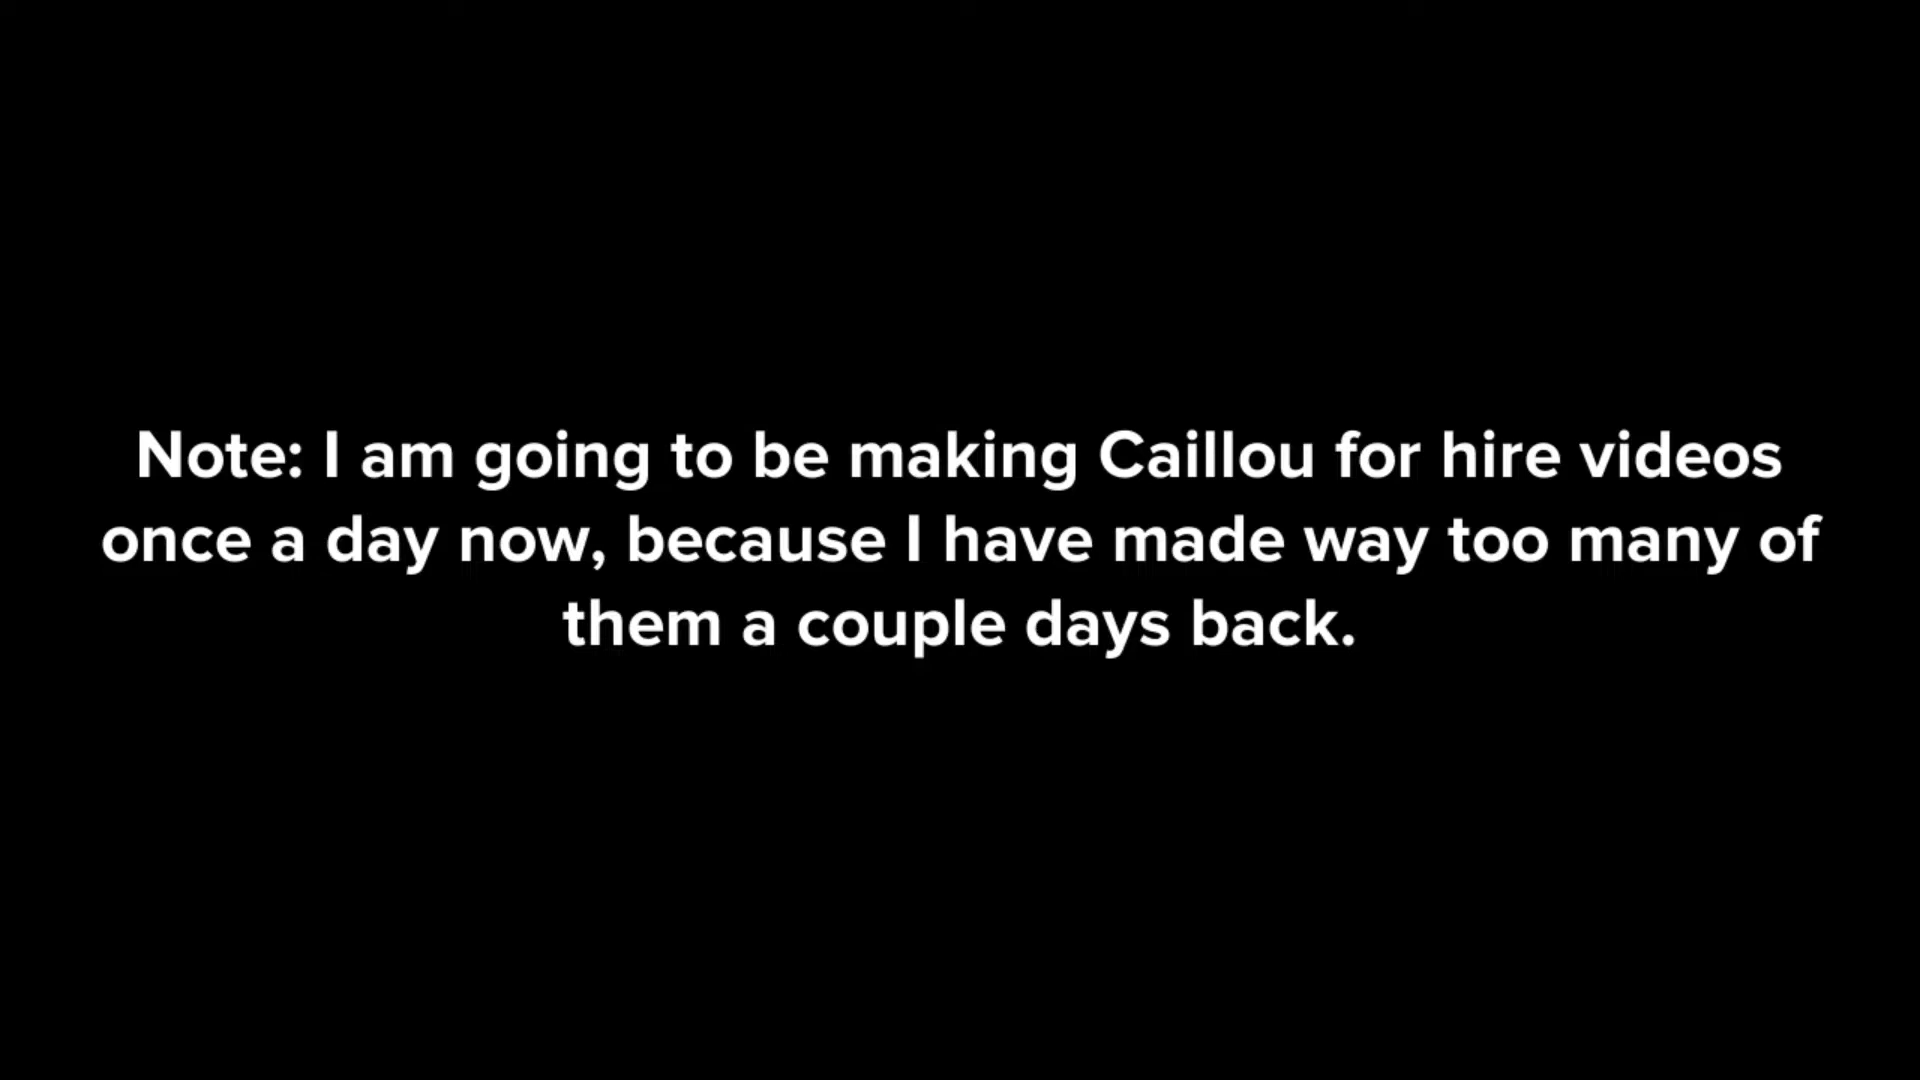 Note: I am going to be making Caillou for hire videos
once a day now, because I have made way too many of
them a couple days back.